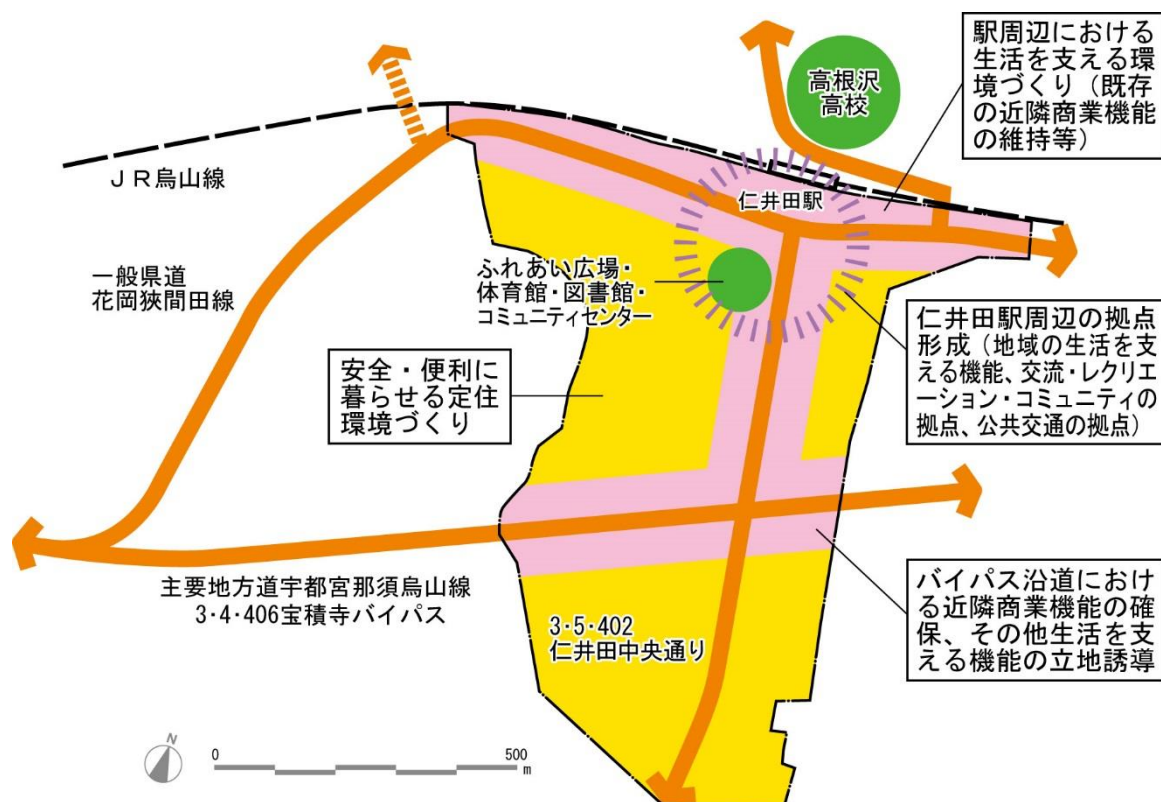 駅周辺における
生活を支える環
境づくり（既存
の近隣商業機能
の維持等）
高根沢
高校
ＪＲ烏山線
仁井田駅
一般県道
花岡狭間田線
ふれあい広場・
体育館・図書館・
コミュニティセンター
仁井田駅周辺の拠点
形成（地域の生活を支
える機能、交流・レクリエ
ーション・コミュニティの
拠点、公共交通の拠点）
安全・便利に
暮らせる定住
環境づくり
主要地方道宇都宮那須烏山線
3・4・406宝積寺バイパス
3・5・402
仁井田中央通り
バイパス沿道におけ
る近隣商業機能の確
保、その他生活を支
える機能の立地誘導
N
0 500
m